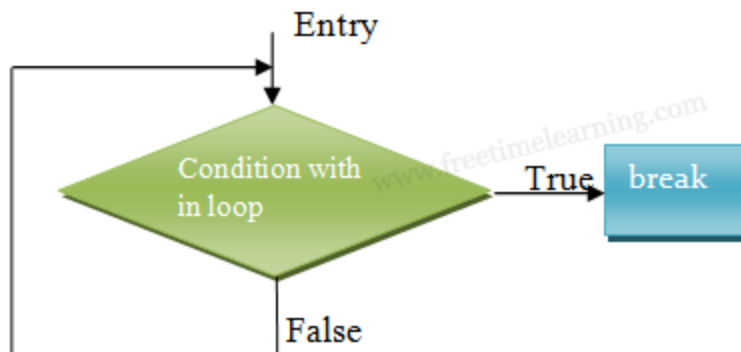 Entry
www.freetimelearning.com
Condition with
in loop
True
break
False